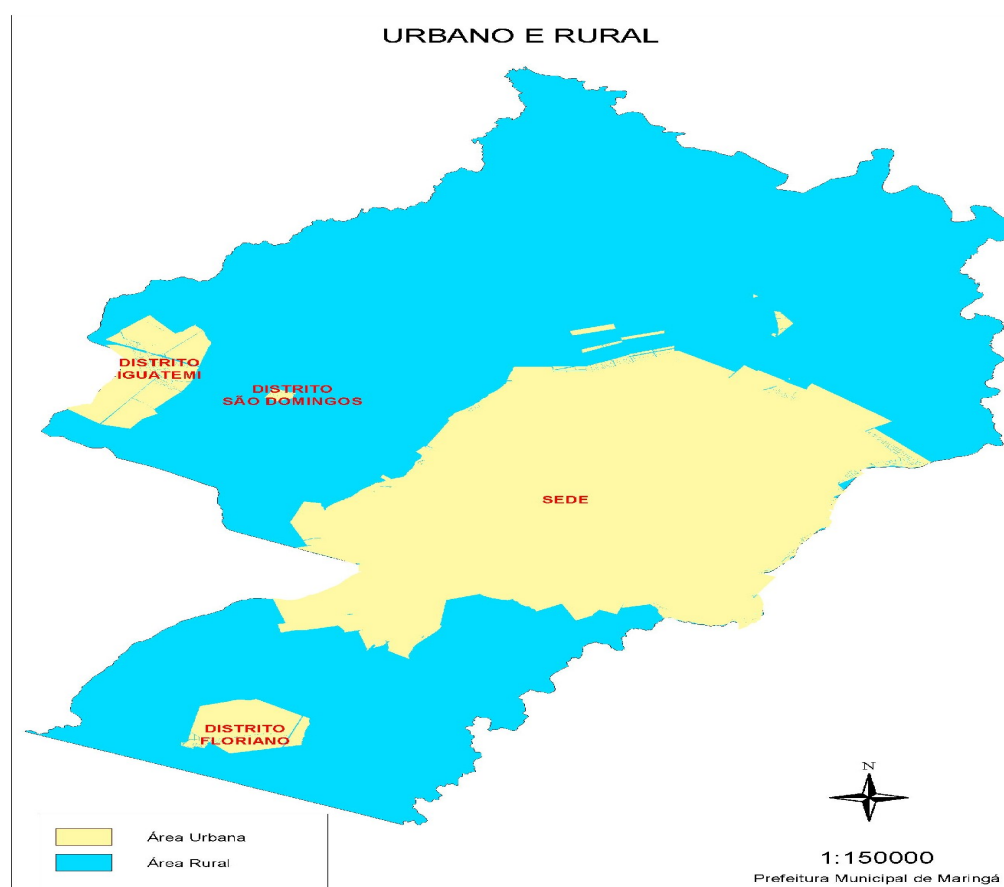 URBANO E RURAL
DISTRITO
IGUATEMI
DISTRITO
SÃO DOMINGOS
SEDE
DISTRITO
FLORIANO
N
Área Urbana
Área Rural
1:150000
Prefeitura Municipal de Maringá